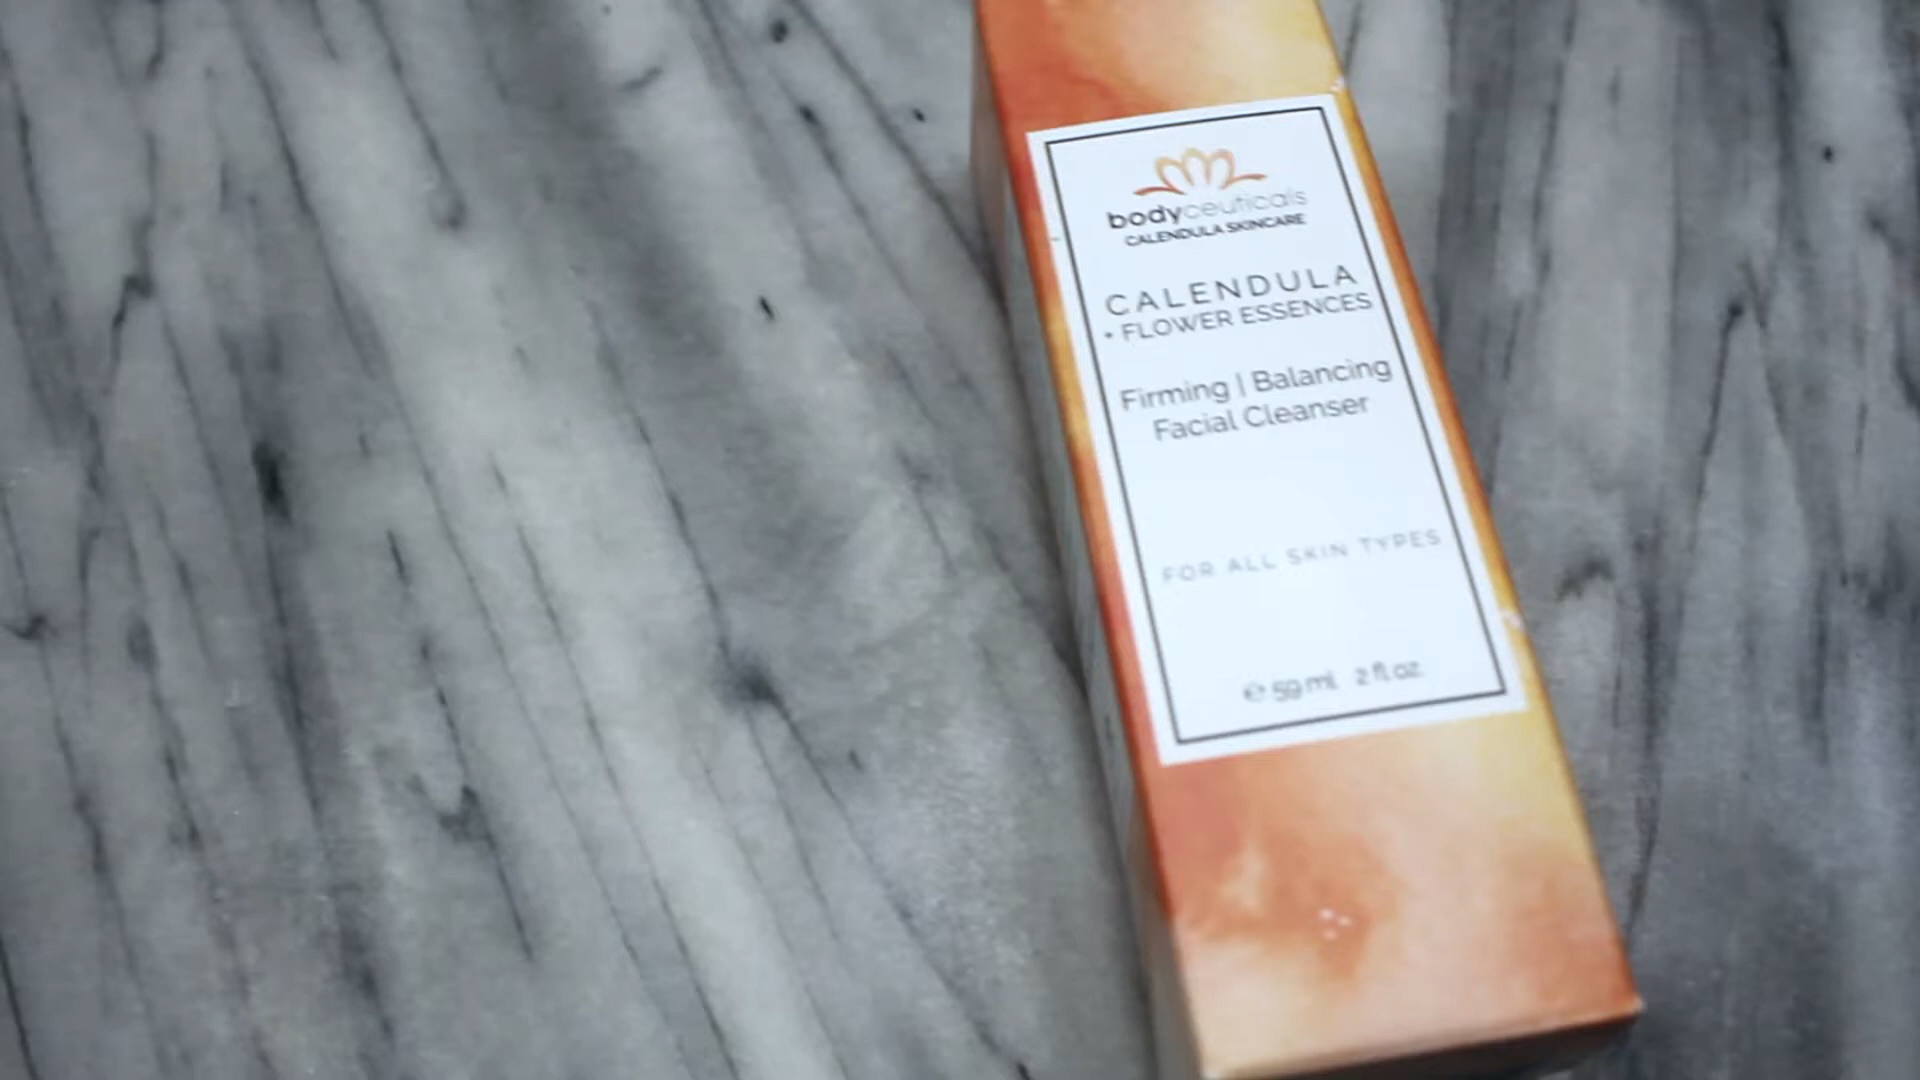 bodyceuticals
CALENDULA SKINCARE
CALENDULA
+ FLOWER ESSENCES
Firming | Balancing
Facial Cleanser
FOR ALL SKIN TYPES
℮ 59 mL 2 fl. oz.